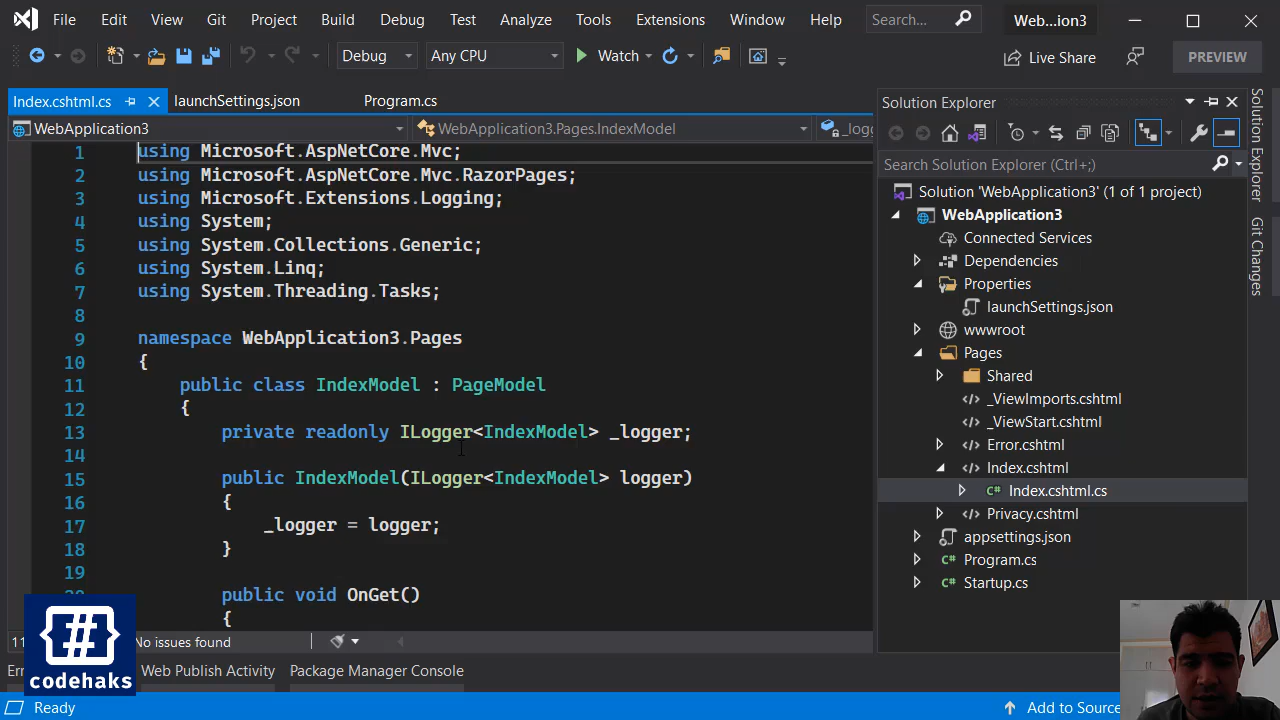 File Edit View Git Project Build Debug Test Analyze Tools Extensions Window Help Search... Web...ion3
Debug Any CPU Watch Live Share PREVIEW
Index.cshtml.cs launchSettings.json Program.cs
WebApplication3 WebApplication3.Pages.IndexModel _logg
1 using Microsoft.AspNetCore.Mvc;
2 using Microsoft.AspNetCore.Mvc.RazorPages;
3 using Microsoft.Extensions.Logging;
4 using System;
5 using System.Collections.Generic;
6 using System.Linq;
7 using System.Threading.Tasks;
8
9 namespace WebApplication3.Pages
10 {
11 public class IndexModel : PageModel
12 {
13 private readonly ILogger<IndexModel> _logger;
14
15 public IndexModel(ILogger<IndexModel> logger)
16 {
17 _logger = logger;
18 }
19
public void OnGet()
{
No issues found
Web Publish Activity Package Manager Console
Ready Add to Source
{#}
codehaks
Solution Explorer
Search Solution Explorer (Ctrl+;)
Solution 'WebApplication3' (1 of 1 project)
WebApplication3
Connected Services
Dependencies
Properties
launchSettings.json
wwwroot
Pages
Shared
_ViewImports.cshtml
_ViewStart.cshtml
Error.cshtml
Index.cshtml
C# Index.cshtml.cs
Privacy.cshtml
appsettings.json
Program.cs
Startup.cs
Solution Explorer
Git Changes